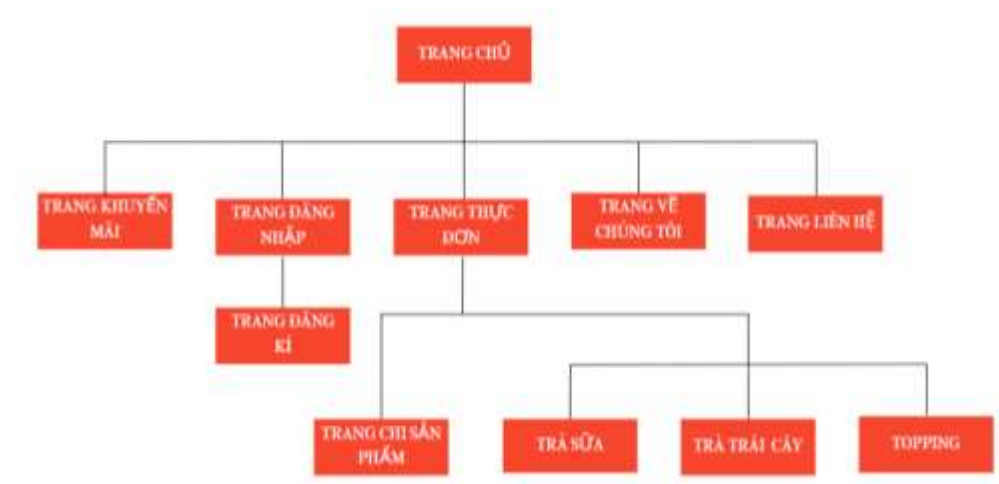 TRANG CHỦ
TRANG KHUYẾN
MÃI
TRANG ĐĂNG
NHẬP
TRANG THỰC
ĐƠN
TRANG VỀ
CHÚNG TÔI
TRANG LIÊN HỆ
TRANG ĐĂNG
KÍ
TRANG CHI SẢN
PHẨM
TRÀ SỮA
TRÀ TRÁI CÂY
TOPPING